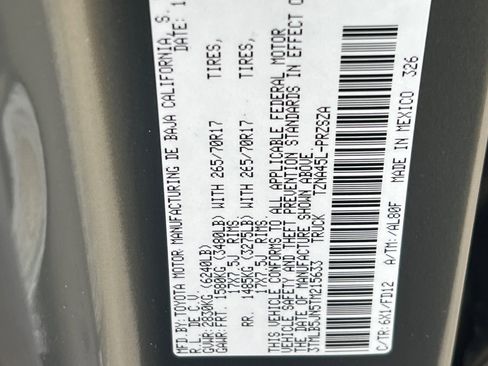 MFD.BY:TOYOTA MOTOR MANUFACTURING DE BAJA CALIFORNIA, S.
R.L. DE C.V. DATE: 1
GVWR:2830KG (6240LB)
GAWR:FRT. 1580KG (3480LB) WITH 265/70R17 TIRES,
17X7.5J RIMS,
RR. 1485KG (3275LB) WITH 265/70R17 TIRES,
17X7.5J RIMS,
THIS VEHICLE CONFORMS TO ALL APPLICABLE FEDERAL MOTOR
VEHICLE SAFETY, AND THEFT PREVENTION STANDARDS IN EFFECT O
THE DATE OF MANUFACTURE SHOWN ABOVE.
3TMLB5JN5TM215633 TRUCK TZNA45L-PRZSZA
C/TR:6X1/FD12 A/TM:/AL80F MADE IN MEXICO 326